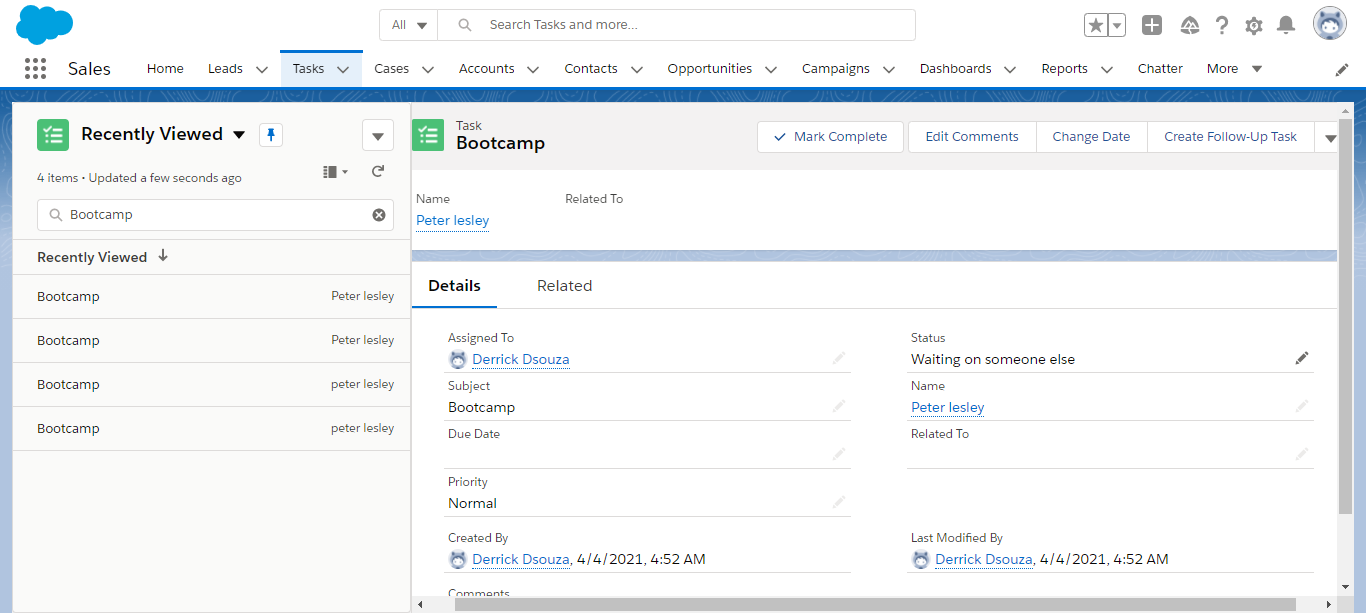 All
Search Tasks and more...
Sales
Home
Leads
Tasks
Cases
Accounts
Contacts
Opportunities
Campaigns
Dashboards
Reports
Chatter
More
Recently Viewed
4 items • Updated a few seconds ago
Bootcamp
Recently Viewed
Bootcamp Peter lesley
Bootcamp Peter lesley
Bootcamp peter lesley
Bootcamp peter lesley
Task
Bootcamp
Mark Complete
Edit Comments
Change Date
Create Follow-Up Task
Name
Related To
Peter lesley
Details
Related
Assigned To
Derrick Dsouza
Status
Waiting on someone else
Subject
Bootcamp
Name
Peter lesley
Due Date
Related To
Priority
Normal
Created By
Derrick Dsouza, 4/4/2021, 4:52 AM
Last Modified By
Derrick Dsouza, 4/4/2021, 4:52 AM
Comments